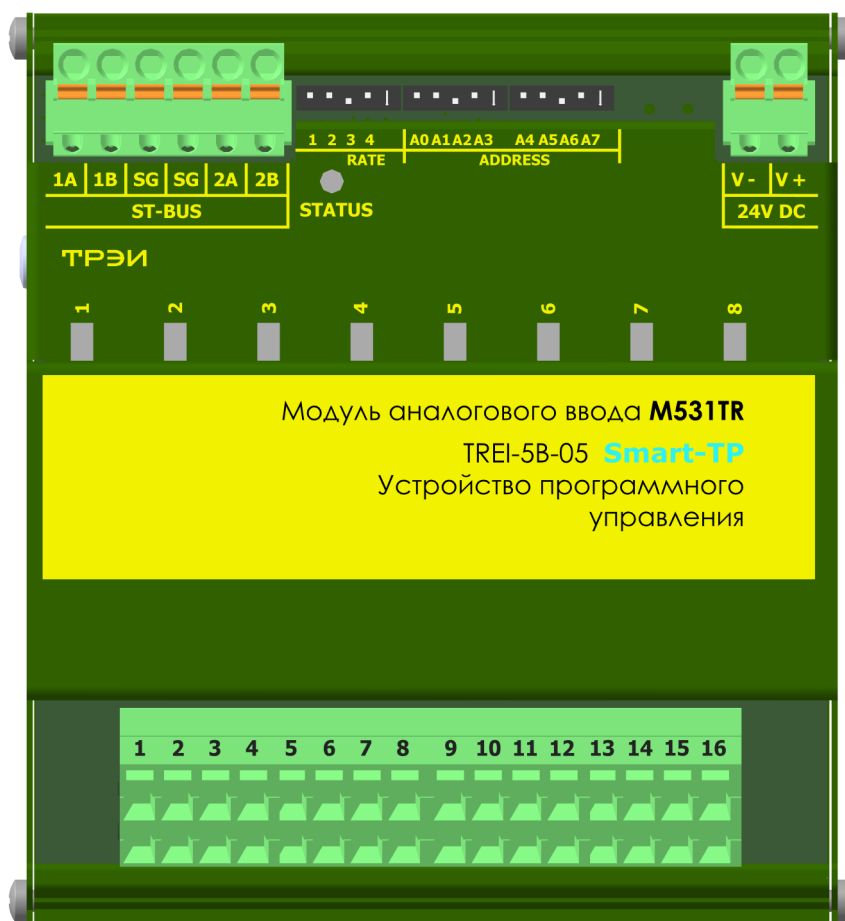 1 2 3 4 A0 A1 A2 A3 A4 A5 A6 A7
RATE ADDRESS
1A 1B SG SG 2A 2B V - V +
ST-BUS STATUS 24V DC
ТРЭИ
1 2 3 4 5 6 7 8
Модуль аналогового ввода M531TR
TREI-5B-05 Smart-TP
Устройство программного
управления
1 2 3 4 5 6 7 8 9 10 11 12 13 14 15 16